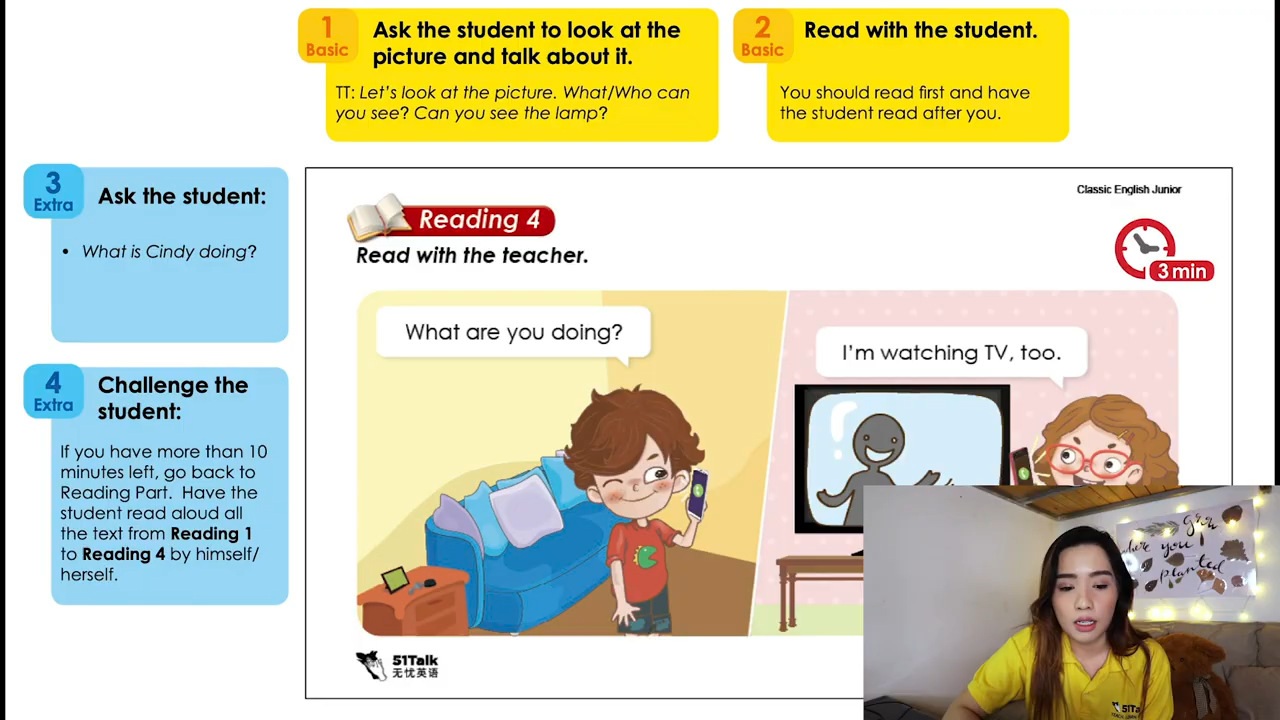 1
Basic
Ask the student to look at the
picture and talk about it.
TT: Let's look at the picture. What/Who can
you see? Can you see the lamp?
2
Basic
Read with the student.
You should read first and have
the student read after you.
3
Extra
Ask the student:
• What is Cindy doing?
4
Extra
Challenge the
student:
If you have more than 10
minutes left, go back to
Reading Part. Have the
student read aloud all
the text from Reading 1
to Reading 4 by himself/
herself.
Classic English Junior
Reading 4
Read with the teacher.
3 min
What are you doing?
I'm watching TV, too.
51Talk
无忧英语
grow
where you
planted
51Talk